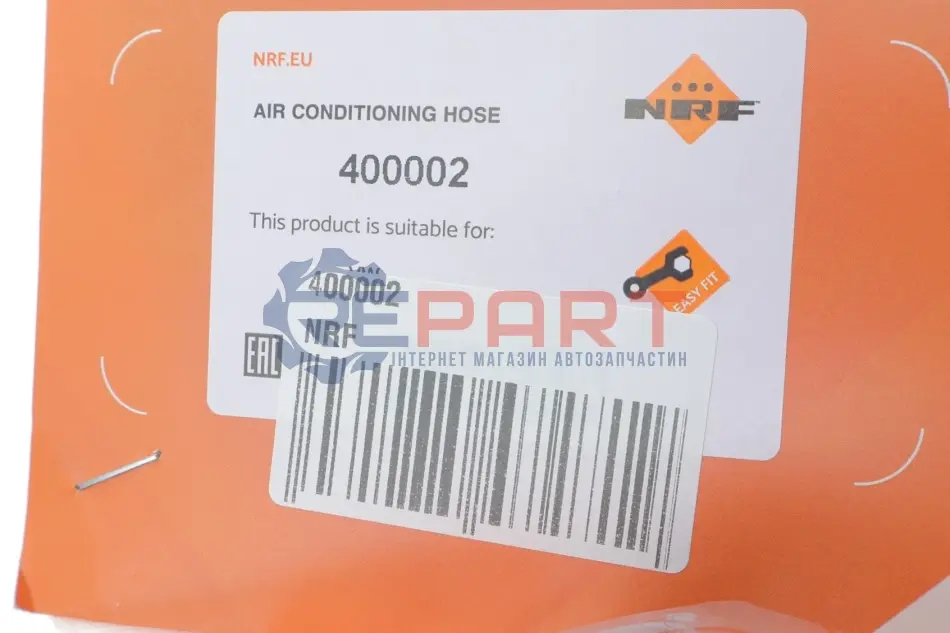 NRF.EU
NRF
AIR CONDITIONING HOSE
400002
This product is suitable for:
EASY FIT
400002
NRF
EAC
REPART
ІНТЕРНЕТ МАГАЗИН АВТОЗАПЧАСТИН